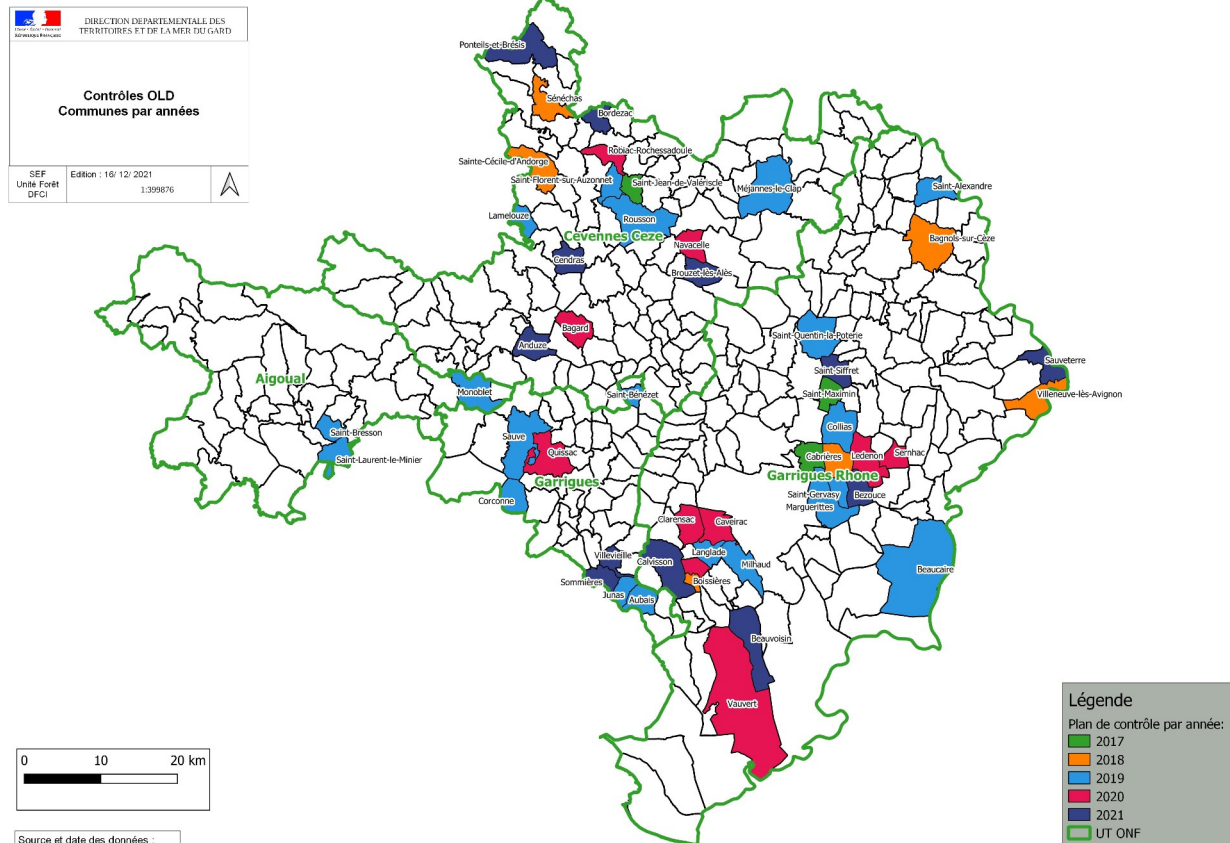 RÉPUBLIQUE FRANÇAISE
DIRECTION DEPARTEMENTALE DES
TERRITOIRES ET DE LA MER DU GARD
Contrôles OLD
Communes par années
SEF
Unité Forêt
DFCI
Edition : 16/ 12/ 2021
1:399876
Ponteils-et-Brésis
Sénéchas
Bordezac
Robiac-Rochessadoule
Sainte-Cécile-d'Andorge
Saint-Florent-sur-Auzonnet
Saint-Jean-de-Valériscle
Méjannes-le-Clap
Saint-Alexandre
Lamelouze
Rousson
Cevennes Ceze
Bagnols-sur-Cèze
Navacelle
Cendras
Brouzet-lès-Alès
Bagard
Saint-Quentin-la-Poterie
Anduze
Sauveterre
Saint-Siffret
Aigoual
Monoblet
Saint-Bénézet
Saint-Maximin
Villeneuve-lès-Avignon
Collias
Saint-Bresson
Sauve
Quissac
Cabrières
Ledenon
Sernhac
Saint-Laurent-le-Minier
Garrigues
Garrigues Rhone
Corconne
Saint-Gervasy
Bezouce
Marguerittes
Clarensac
Caveirac
Villevieille
Calvisson
Langlade
Milhaud
Beaucaire
Sommières
Boissières
Junas
Aubais
Beauvoisin
Vauvert
Légende
Plan de contrôle par année:
2017
2018
2019
2020
2021
UT ONF
0 10 20 km
Source et date des données :